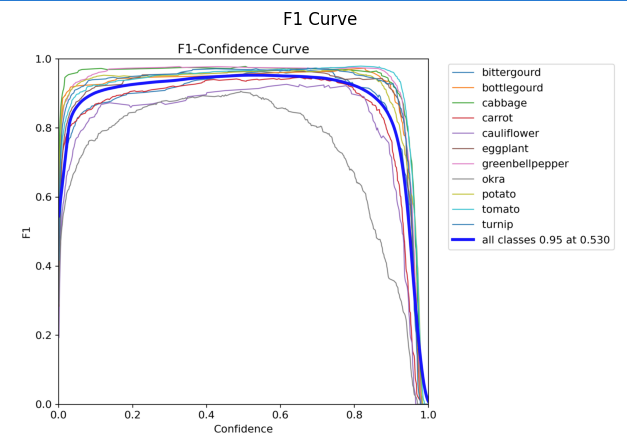 F1 Curve
F1-Confidence Curve
1.0
0.8
0.6
0.4
0.2
0.0
F1
0.0 0.2 0.4 0.6 0.8 1.0
Confidence
bittergourd
bottlegourd
cabbage
carrot
cauliflower
eggplant
greenbellpepper
okra
potato
tomato
turnip
all classes 0.95 at 0.530